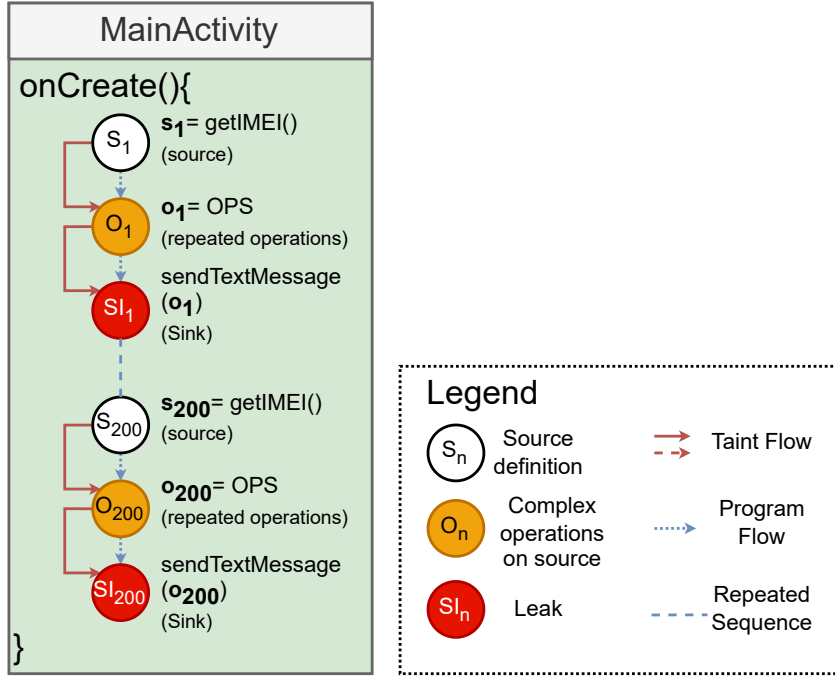 MainActivity
onCreate(){
S1
s1= getIMEI()
(source)
O1
o1= OPS
(repeated operations)
SI1
sendTextMessage
(o1)
(Sink)
S200
s200= getIMEI()
(source)
O200
o200= OPS
(repeated operations)
SI200
sendTextMessage
(o200)
(Sink)
}
Legend
Sn
Source
definition
Taint Flow
On
Complex
operations
on source
Program
Flow
SIn
Leak
Repeated
Sequence